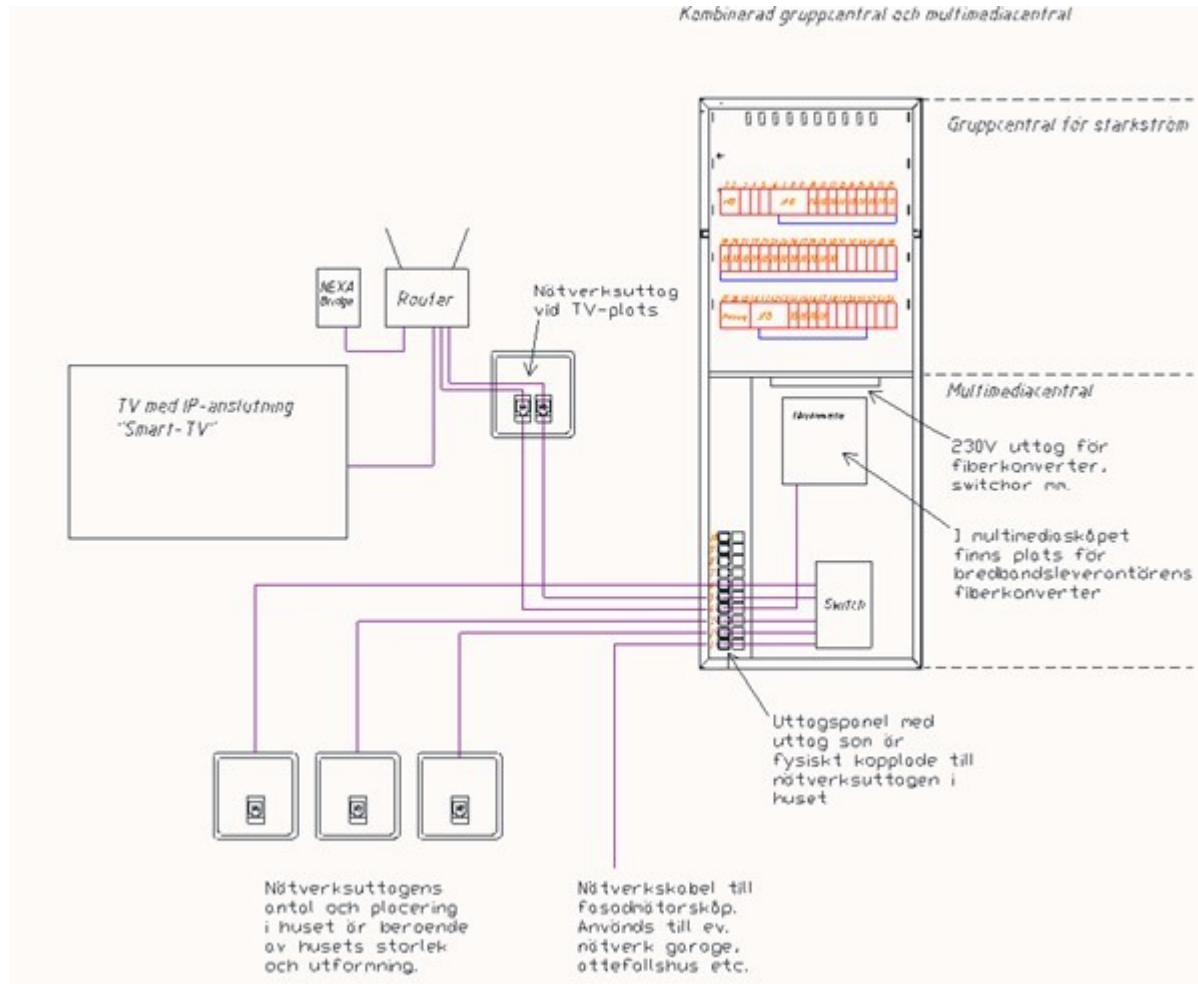 Kombinerad gruppcentral och multimediacentral
Gruppcentral för starkström
NEXA
Bridge
Router
Nätverksuttag
vid TV-plats
TV med IP-anslutning
"Smart-TV"
Multimediacentral
230V uttag för
fiberkonverter,
switchar mm.
I multimediaskåpet
finns plats för
bredbandsleverantörens
fiberkonverter
Switch
Uttagspanel med
uttag som är
fysiskt kopplade till
nätverksuttagen i
huset
Nätverksuttagens
antal och placering
i huset är beroende
av husets storlek
och utformning.
Nätverkskabel till
fasadmätarskåp.
Används till ev.
nätverk garage,
attefallshus etc.